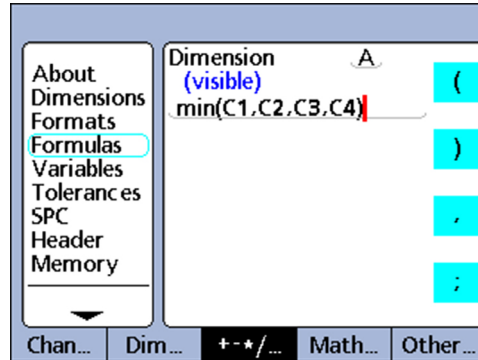 About
Dimensions
Formats
Formulas
Variables
Tolerances
SPC
Header
Memory
Dimension A
(visible)
min(C1,C2,C3,C4)
(
)
,
;
Chan...
Dim...
+-*/...
Math...
Other...